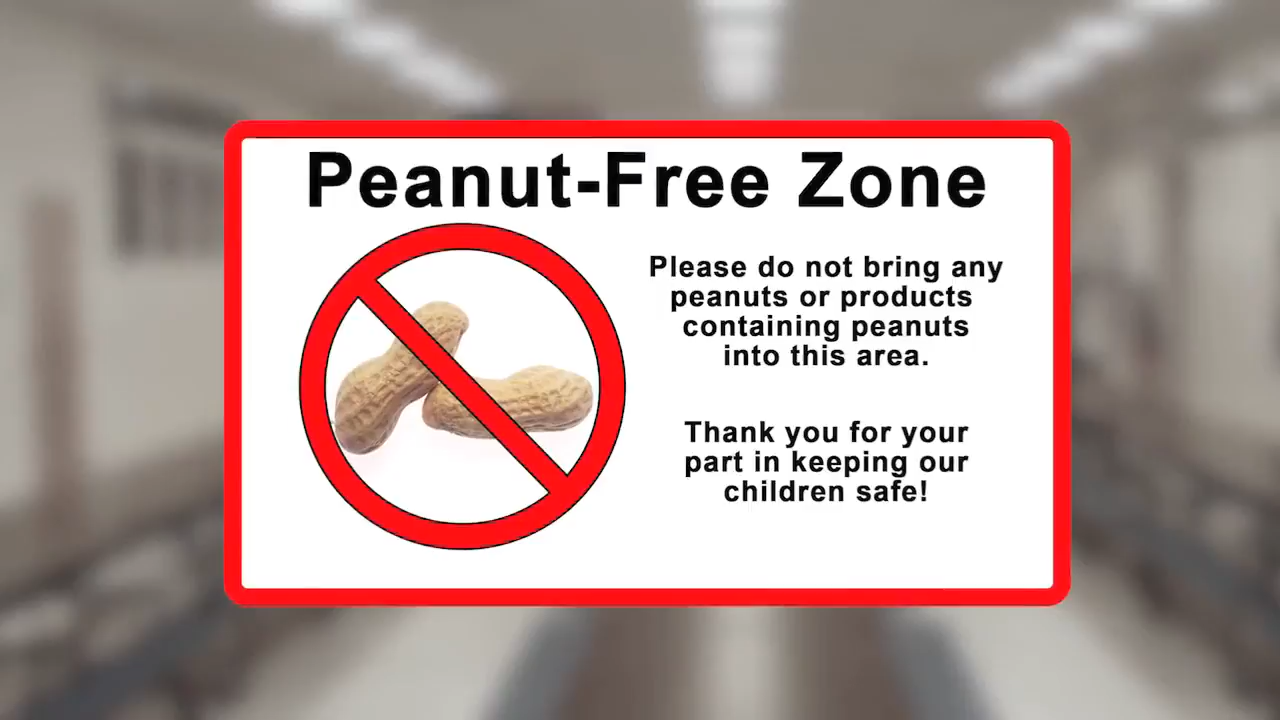 Peanut-Free Zone
Please do not bring any
peanuts or products
containing peanuts
into this area.
Thank you for your
part in keeping our
children safe!